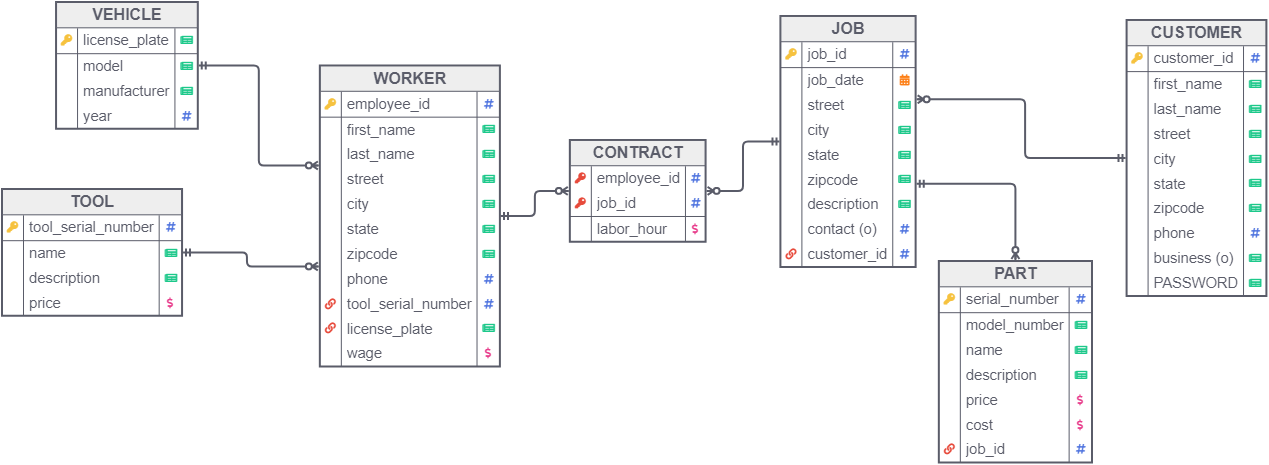 VEHICLE
license_plate
model
manufacturer
year
TOOL
tool_serial_number #
name
description
price $
WORKER
employee_id #
first_name
last_name
street
city
state
zipcode
phone #
tool_serial_number #
license_plate
wage $
CONTRACT
employee_id #
job_id #
labor_hour $
JOB
job_id #
job_date
street
city
state
zipcode
description
contact (o) #
customer_id #
PART
serial_number #
model_number
name
description
price $
cost $
job_id #
CUSTOMER
customer_id #
first_name
last_name
street
city
state
zipcode
phone #
business (o)
PASSWORD